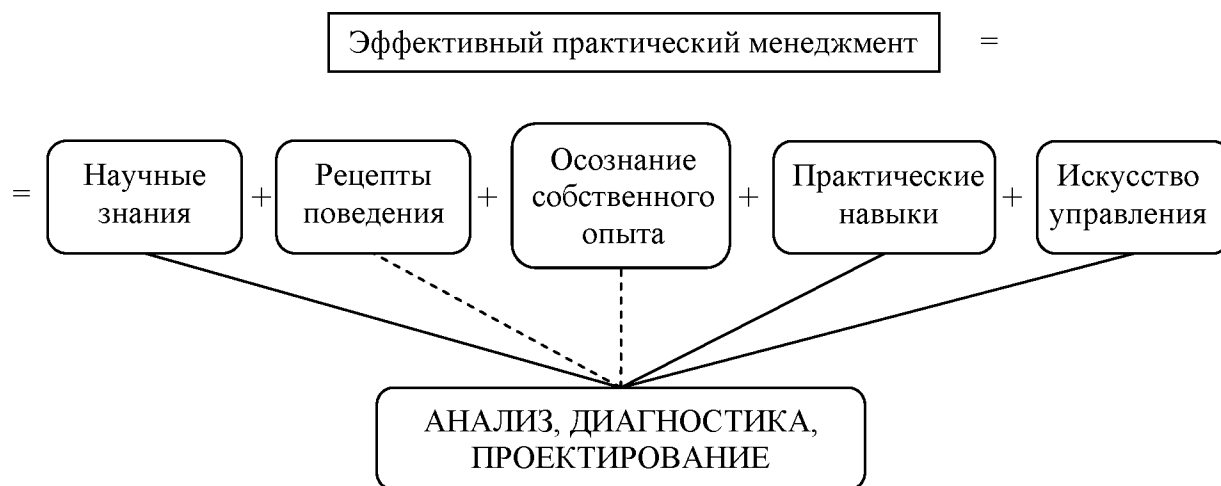 Эффективный практический менеджмент =
= Научные знания + Рецепты поведения + Осознание собственного опыта + Практические навыки + Искусство управления
АНАЛИЗ, ДИАГНОСТИКА,
ПРОЕКТИРОВАНИЕ